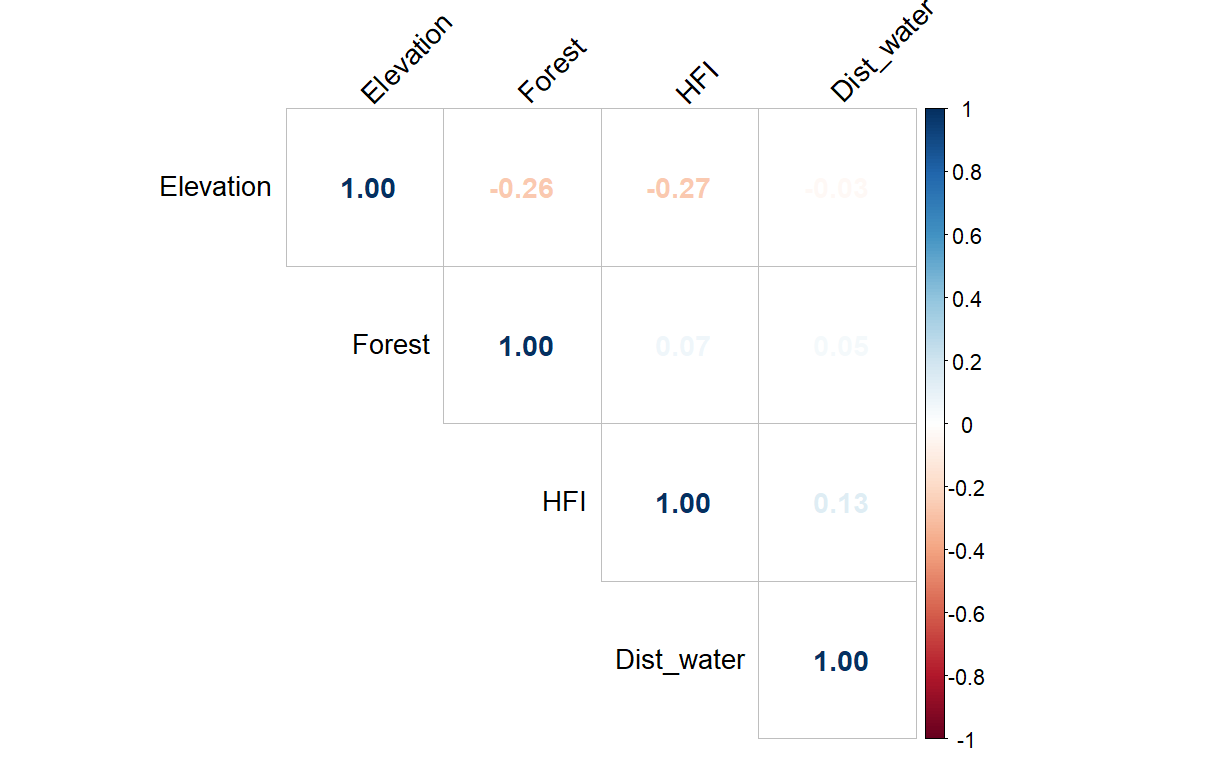 Elevation Forest HFI Dist_water
Elevation 1.00 -0.26 -0.27 -0.03
Forest 1.00 0.07 0.05
HFI 1.00 0.13
Dist_water 1.00
1
0.8
0.6
0.4
0.2
0
-0.2
-0.4
-0.6
-0.8
-1